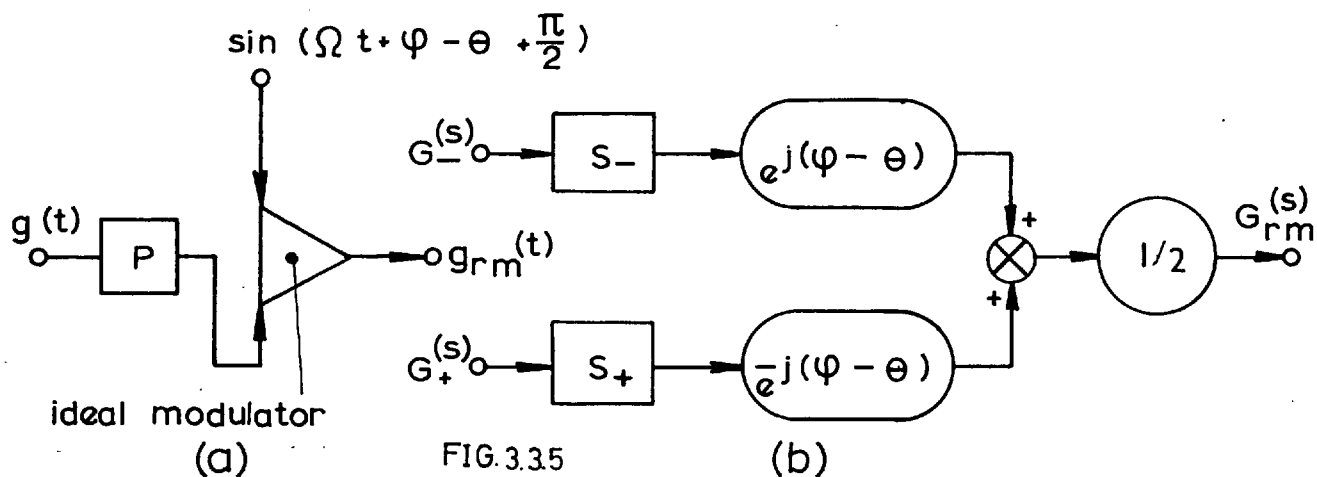 sin (Ω t + φ - θ + π/2)
g(t)
P
g_rm(t)
ideal modulator
(a)
G_-(s)
S_-
e^j(φ - θ)
+
+
1/2
G_rm(s)
G_+(s)
S_+
e^-j(φ - θ)
FIG.3.3.5
(b)